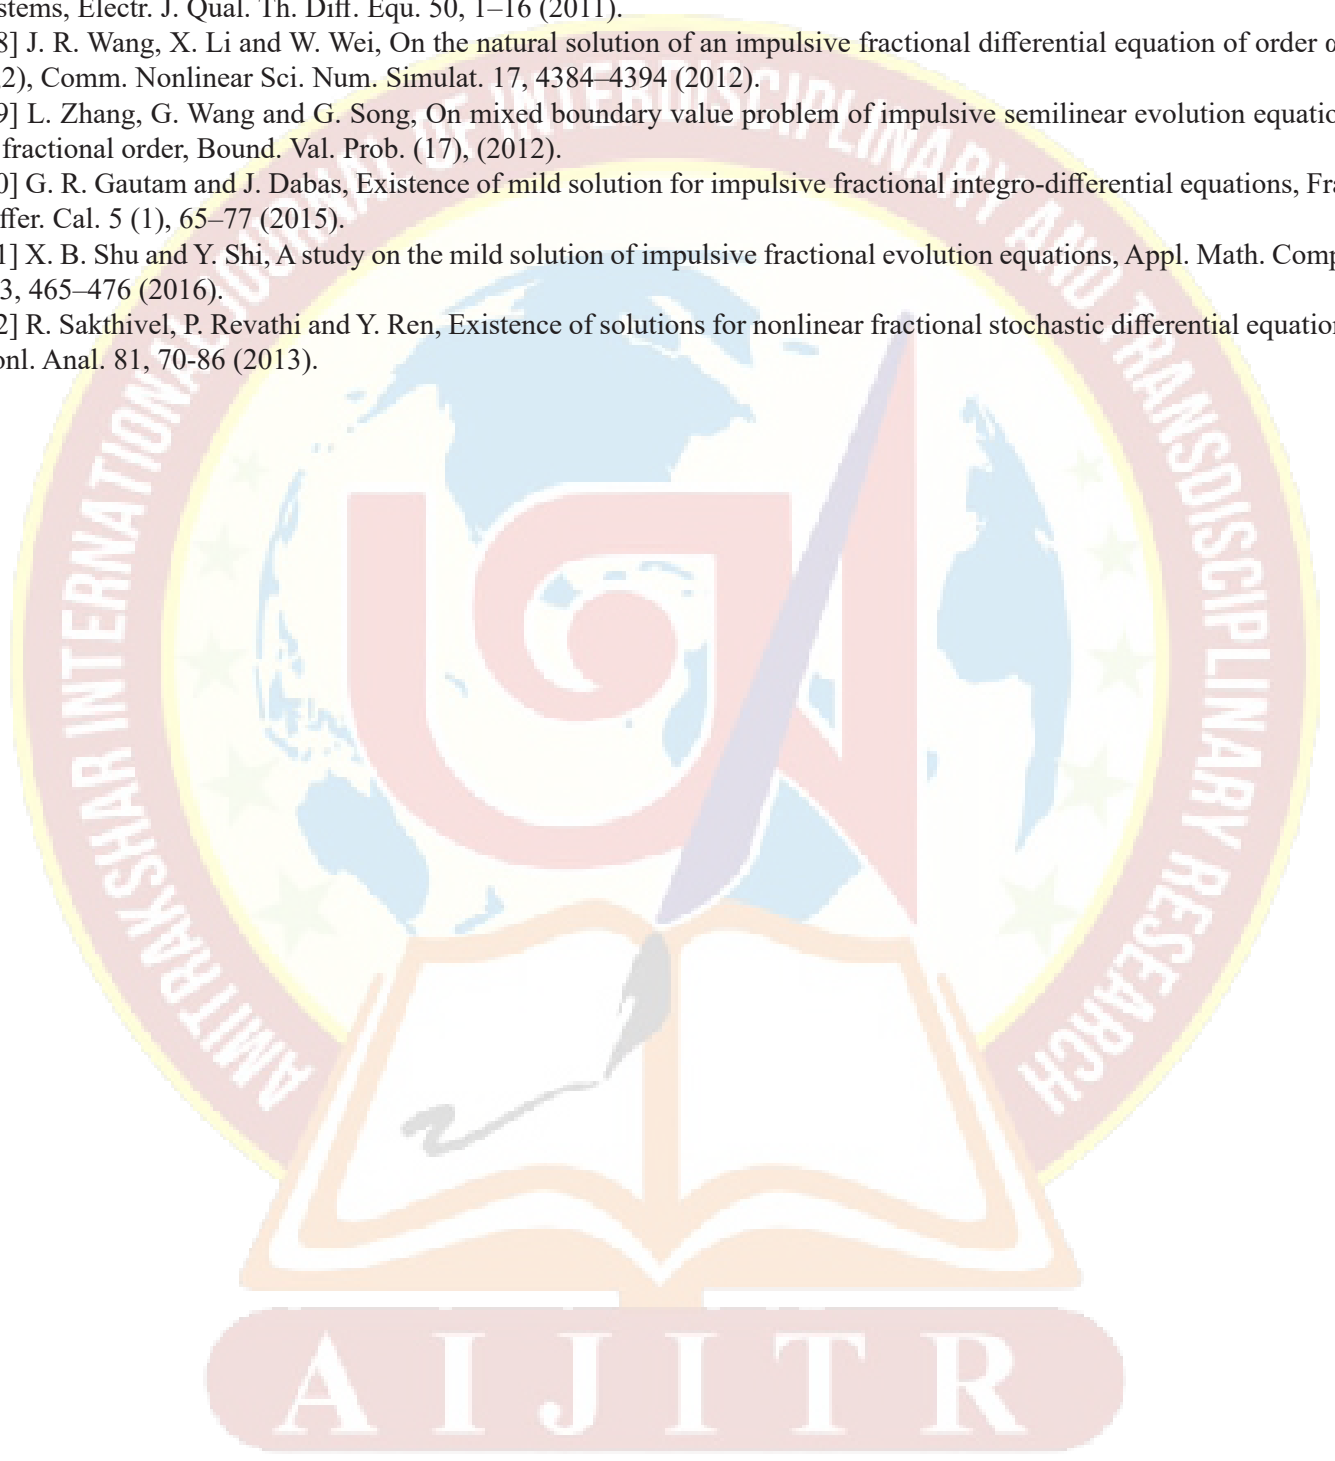 stems, Electr. J. Qual. Th. Diff. Equ. 50, 1–16 (2011).
8] J. R. Wang, X. Li and W. Wei, On the natural solution of an impulsive fractional differential equation of order α
2), Comm. Nonlinear Sci. Num. Simulat. 17, 4384–4394 (2012).
9] L. Zhang, G. Wang and G. Song, On mixed boundary value problem of impulsive semilinear evolution equatio
fractional order, Bound. Val. Prob. (17), (2012).
0] G. R. Gautam and J. Dabas, Existence of mild solution for impulsive fractional integro-differential equations, Fra
ffer. Cal. 5 (1), 65–77 (2015).
1] X. B. Shu and Y. Shi, A study on the mild solution of impulsive fractional evolution equations, Appl. Math. Comp
3, 465–476 (2016).
2] R. Sakthivel, P. Revathi and Y. Ren, Existence of solutions for nonlinear fractional stochastic differential equation
onl. Anal. 81, 70-86 (2013).
AMITRAKSHAR INTERNATIONAL JOURNAL OF INTERDISCIPLINARY AND TRANSDISCIPLINARY RESEARCH
AIJITR